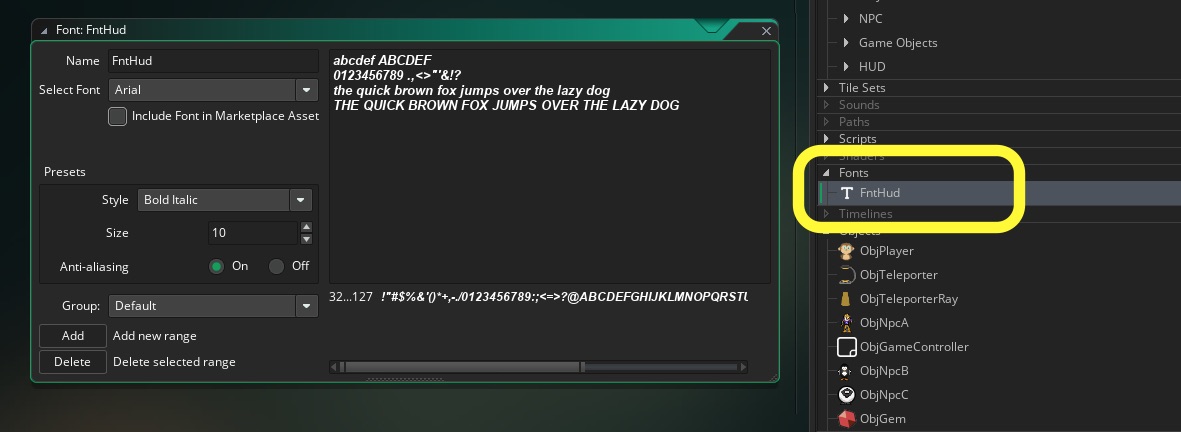 Font: FntHud
Name FntHud
Select Font Arial
Include Font in Marketplace Asset
Presets
Style Bold Italic
Size 10
Anti-aliasing On Off
Group: Default
Add Add new range
Delete Delete selected range
abcdef ABCDEF
0123456789 .,<>"'&!?
the quick brown fox jumps over the lazy dog
THE QUICK BROWN FOX JUMPS OVER THE LAZY DOG
32...127 !"#$%&'()*+,-./0123456789:;<=>?@ABCDEFGHIJKLMNOPQRSTU
NPC
Game Objects
HUD
Tile Sets
Sounds
Paths
Scripts
Shaders
Fonts
FntHud
Timelines
Objects
ObjPlayer
ObjTeleporter
ObjTeleporterRay
ObjNpcA
ObjGameController
ObjNpcB
ObjNpcC
ObjGem